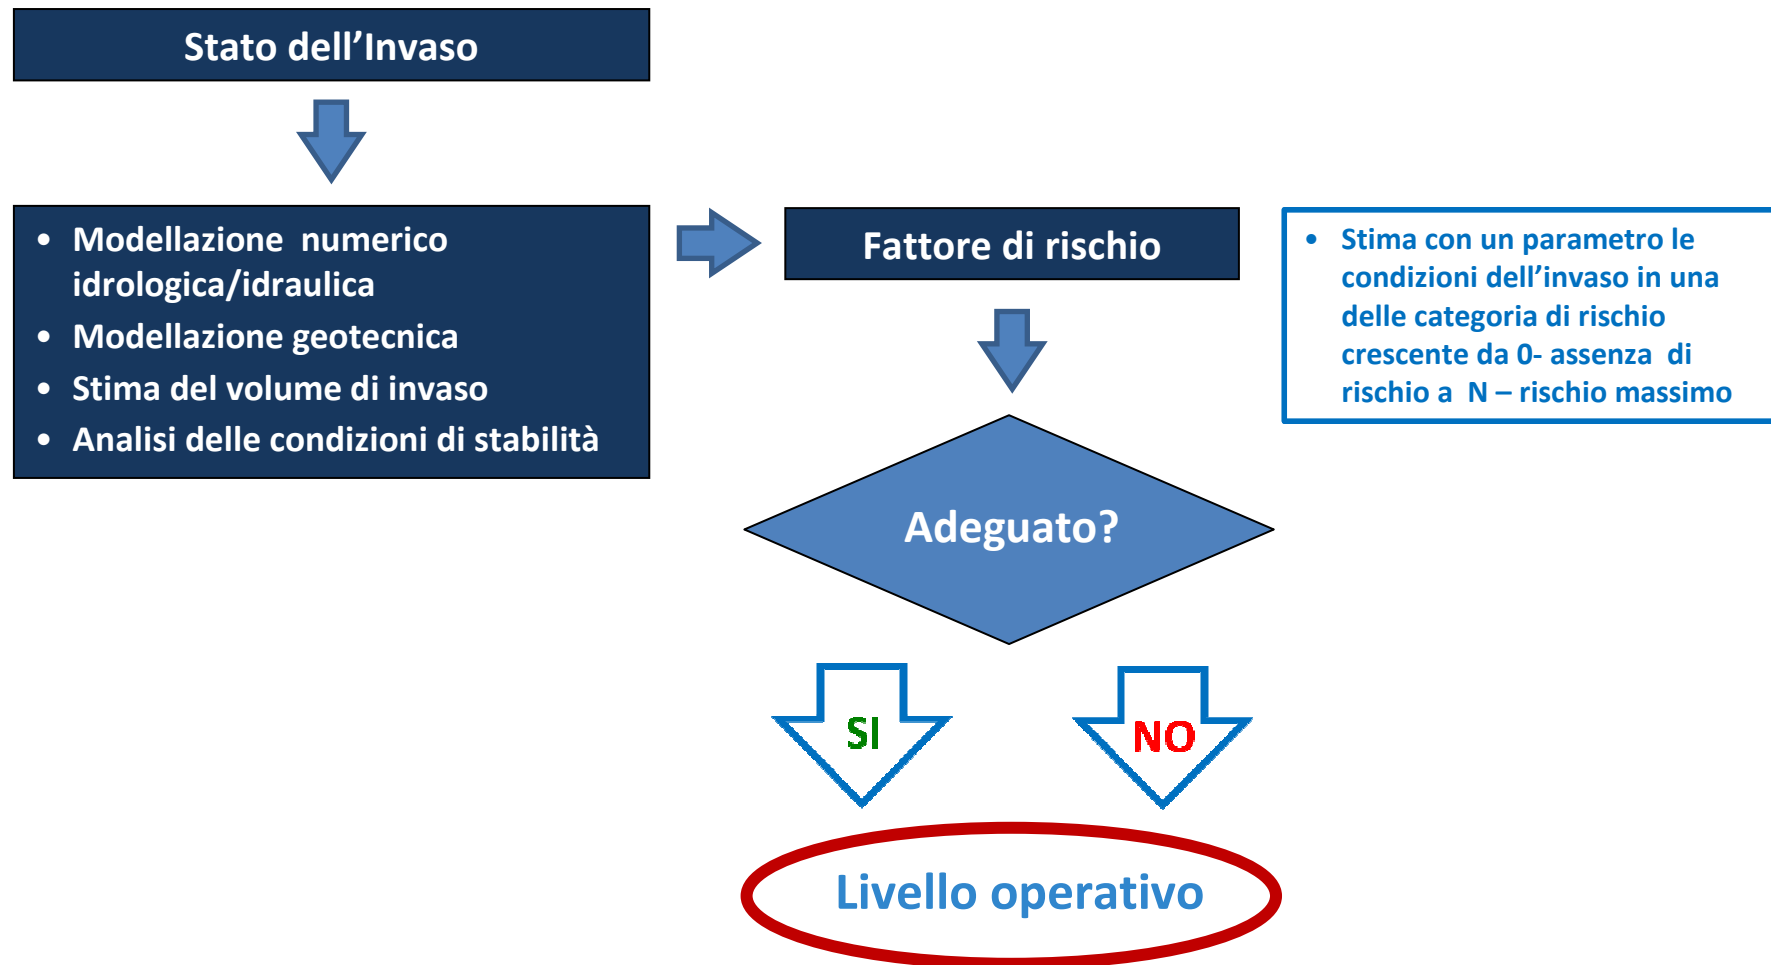 Stato dell’Invaso
• Modellazione numerico
idrologica/idraulica
• Modellazione geotecnica
• Stima del volume di invaso
• Analisi delle condizioni di stabilità
Fattore di rischio
• Stima con un parametro le
condizioni dell’invaso in una
delle categoria di rischio
crescente da 0- assenza di
rischio a N – rischio massimo
Adeguato?
SI
NO
Livello operativo